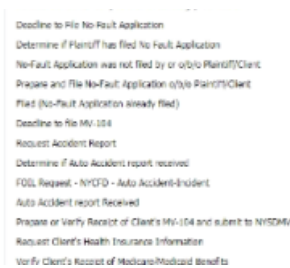 Deadline to File No-Fault Application
Determine if Plaintiff has filed No Fault Application
No-Fault Application was not filed by or o/b/o Plaintiff/Client
Prepare and File No-Fault Application o/b/o Plaintiff/Client
Filed (No-Fault Application already filed)
Deadline to file MV-104
Request Accident Report
Determine if Auto Accident report received
FOIL Request - NYCFD - Auto Accident-Incident
Auto Accident report Received
Prepare or Verify Receipt of Client's MV-104 and submit to NYSDMV
Request Client's Health Insurance Information
Verify Client's Receipt of Medicare/Medicaid Benefits